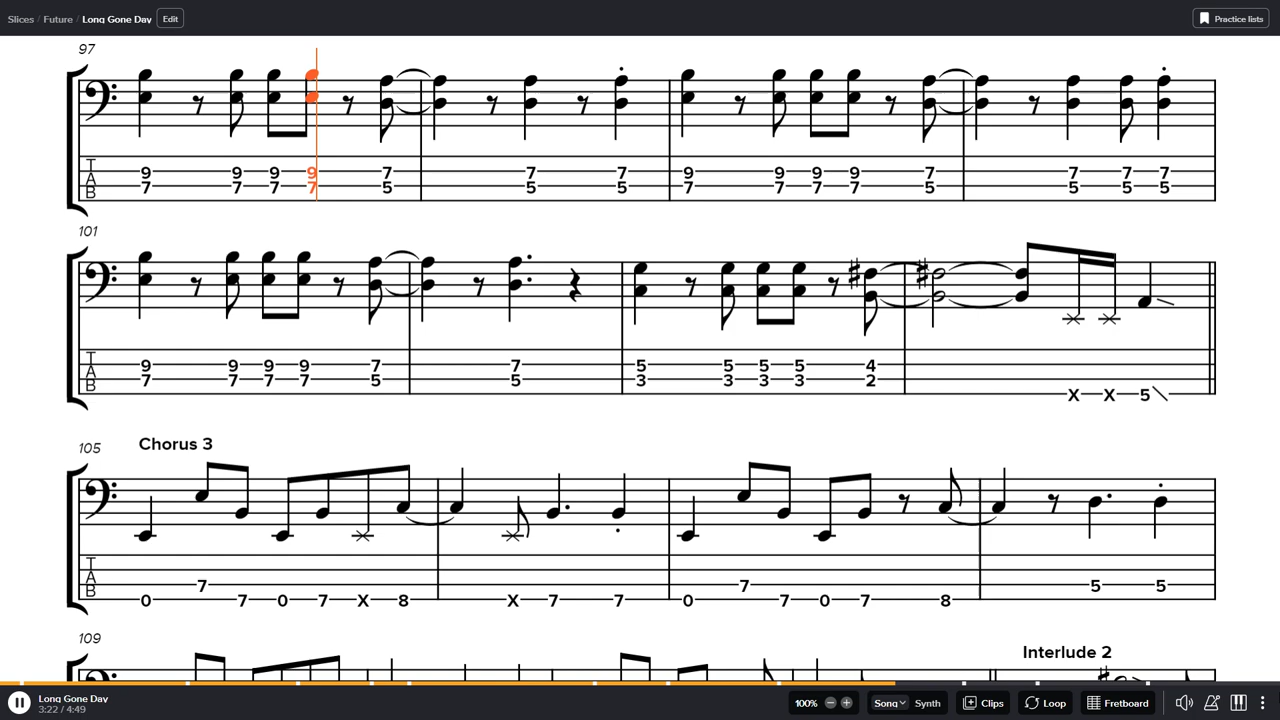 Slices / Future / Long Gone Day Edit Practice lists
97
T 9 9 9 9 7 7 7 9 9 9 9 7 7 7 7
A 7 7 7 7 5 5 5 7 7 7 7 5 5 5 5
B
101
T 9 9 9 9 7 7 5 5 5 5 4
A 7 7 7 7 5 5 3 3 3 3 2
B X X 5
105 Chorus 3
T
A 7 7 5 5
B 0 7 0 7 X 8 X 7 7 0 7 0 7 8
109 Interlude 2
Long Gone Day
3:22 / 4:49
100% Song Synth Clips Loop Fretboard